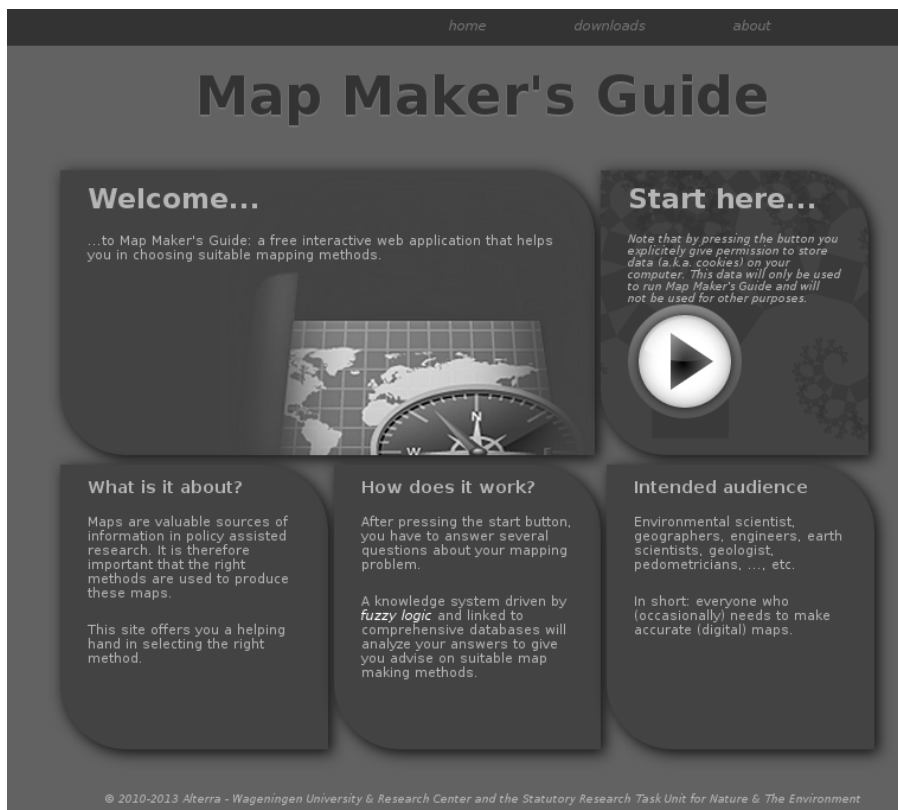 home downloads about
Map Maker's Guide
Welcome...
...to Map Maker's Guide: a free interactive web application that helps
you in choosing suitable mapping methods.
N
W E
Start here...
Note that by pressing the button you
explicitely give permission to store
data (a.k.a. cookies) on your
computer. This data will only be used
to run Map Maker's Guide and will
not be used for other purposes.
What is it about?
Maps are valuable sources of
information in policy assisted
research. It is therefore
important that the right
methods are used to produce
these maps.
This site offers you a helping
hand in selecting the right
method.
How does it work?
After pressing the start button,
you have to answer several
questions about your mapping
problem.
A knowledge system driven by
fuzzy logic and linked to
comprehensive databases will
analyze your answers to give
you advise on suitable map
making methods.
Intended audience
Environmental scientist,
geographers, engineers, earth
scientists, geologist,
pedometricians, ..., etc.
In short: everyone who
(occasionally) needs to make
accurate (digital) maps.
© 2010-2013 Alterra - Wageningen University & Research Center and the Statutory Research Task Unit for Nature & The Environment